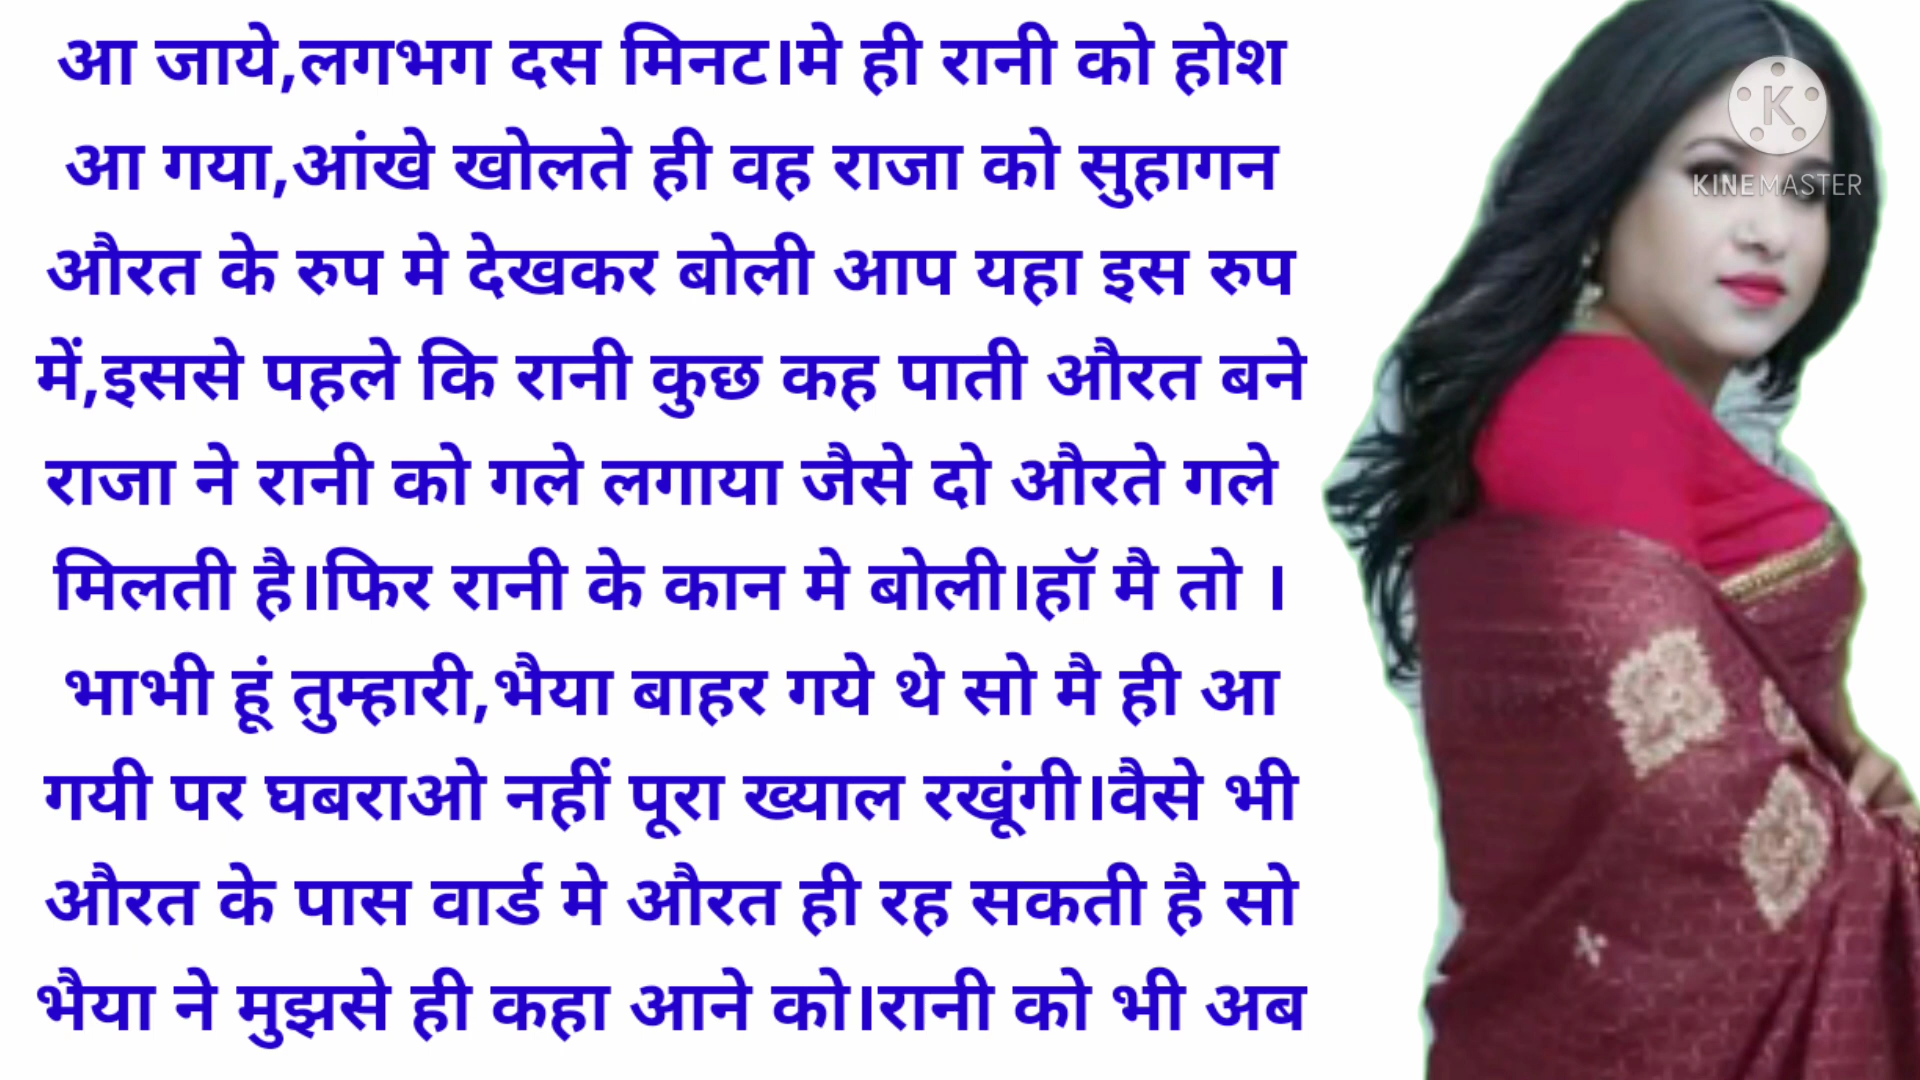 आ जाये,लगभग दस मिनट।मे ही रानी को होश
आ गया,आंखे खोलते ही वह राजा को सुहागन
औरत के रुप मे देखकर बोली आप यहा इस रुप
में,इससे पहले कि रानी कुछ कह पाती औरत बने
राजा ने रानी को गले लगाया जैसे दो औरते गले
मिलती है।फिर रानी के कान मे बोली।हॉ मै तो ।
भाभी हूं तुम्हारी,भैया बाहर गये थे सो मै ही आ
गयी पर घबराओ नहीं पूरा ख्याल रखूंगी।वैसे भी
औरत के पास वार्ड मे औरत ही रह सकती है सो
भैया ने मुझसे ही कहा आने को।रानी को भी अब
K
KINEMASTER